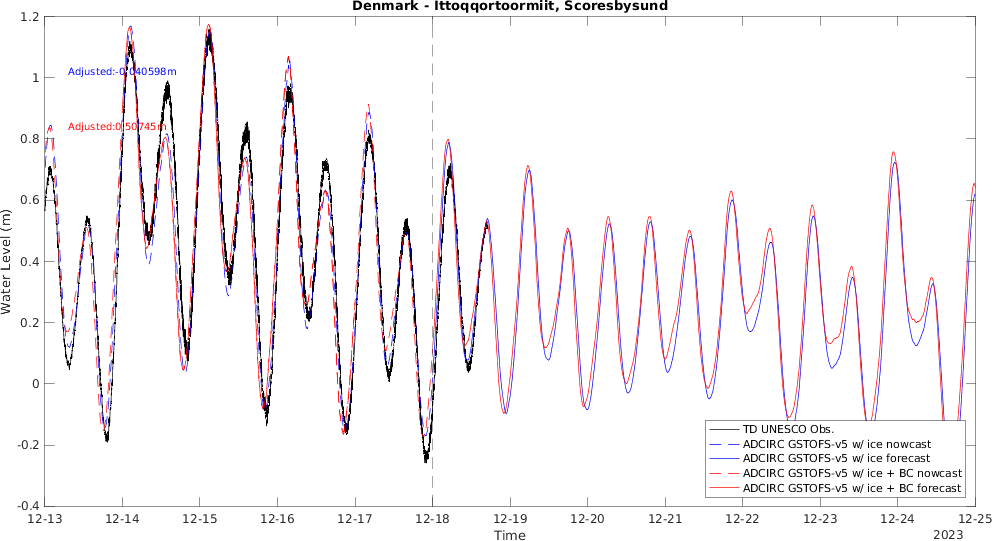 Denmark - Ittoqqortoormiit, Scoresbysund
1.2
1
0.8
0.6
0.4
0.2
0
-0.2
-0.4
Water Level (m)
Adjusted:-0.040598m
Adjusted:0.50745m
TD UNESCO Obs.
ADCIRC GSTOFS-v5 w/ ice nowcast
ADCIRC GSTOFS-v5 w/ ice forecast
ADCIRC GSTOFS-v5 w/ ice + BC nowcast
ADCIRC GSTOFS-v5 w/ ice + BC forecast
12-13 12-14 12-15 12-16 12-17 12-18 12-19 12-20 12-21 12-22 12-23 12-24 12-25
Time
2023